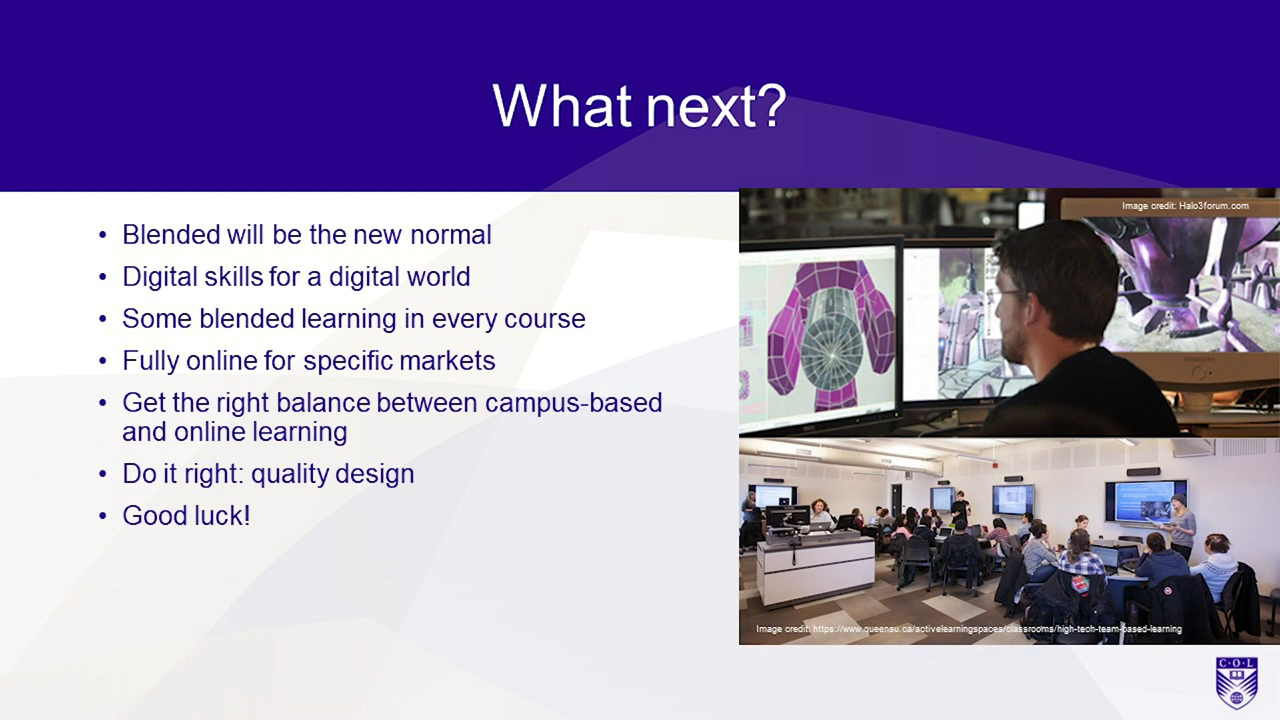 What next?
• Blended will be the new normal
• Digital skills for a digital world
• Some blended learning in every course
• Fully online for specific markets
• Get the right balance between campus-based
and online learning
• Do it right: quality design
• Good luck!
Image credit: Halo3forum.com
SAMSUNG
Image credit: https://www.queensu.ca/activelearningspaces/classrooms/high-tech-team-based-learning
C·O·L